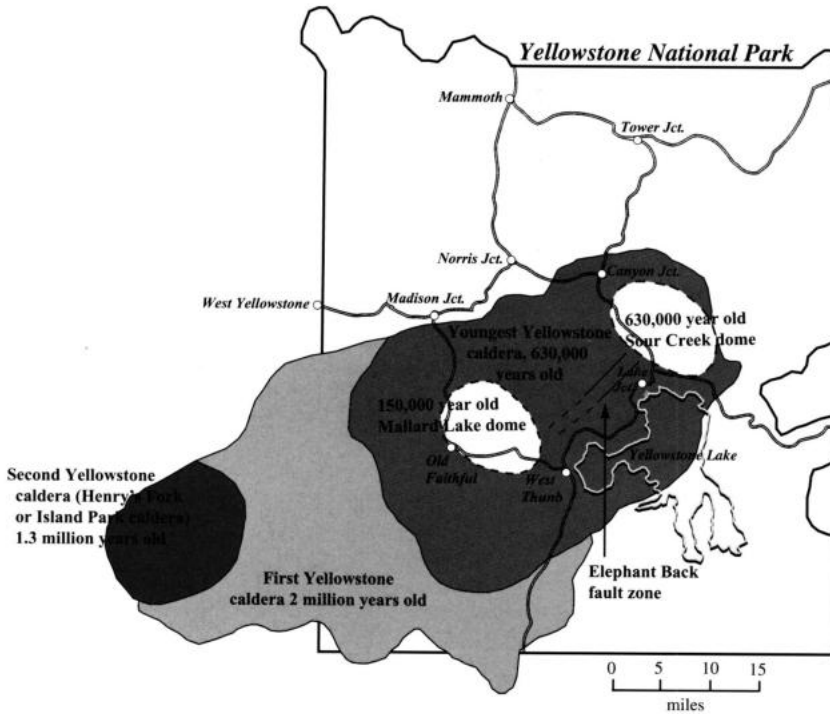 Yellowstone National Park
Mammoth
Tower Jct.
Norris Jct.
Canyon Jct.
West Yellowstone
Madison Jct.
630,000 year old
Sour Creek dome
Youngest Yellowstone
caldera, 630,000
years old
Lake
Jct.
150,000 year old
Mallard Lake dome
Old
Faithful
West
Thunb
Yellowstone Lake
Second Yellowstone
caldera (Henry's Fork
or Island Park caldera)
1.3 million years old
First Yellowstone
caldera 2 million years old
Elephant Back
fault zone
0 5 10 15
miles